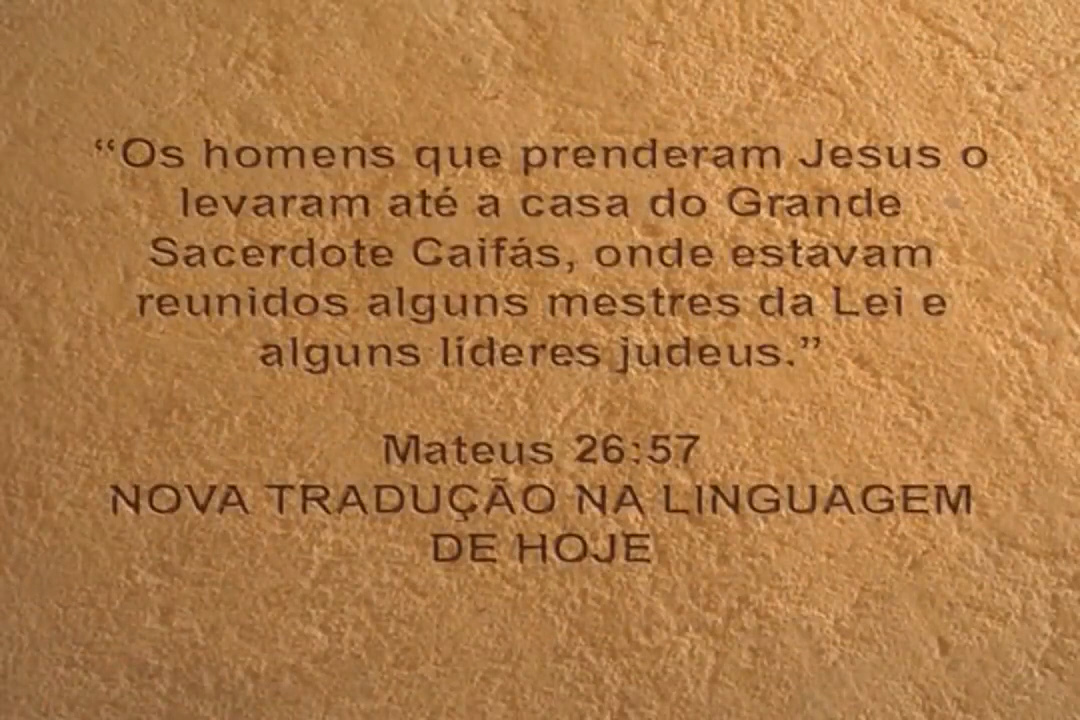 “Os homens que prenderam Jesus o
levaram até a casa do Grande
Sacerdote Caifás, onde estavam
reunidos alguns mestres da Lei e
alguns líderes judeus.”
Mateus 26:57
NOVA TRADUÇÃO NA LINGUAGEM
DE HOJE